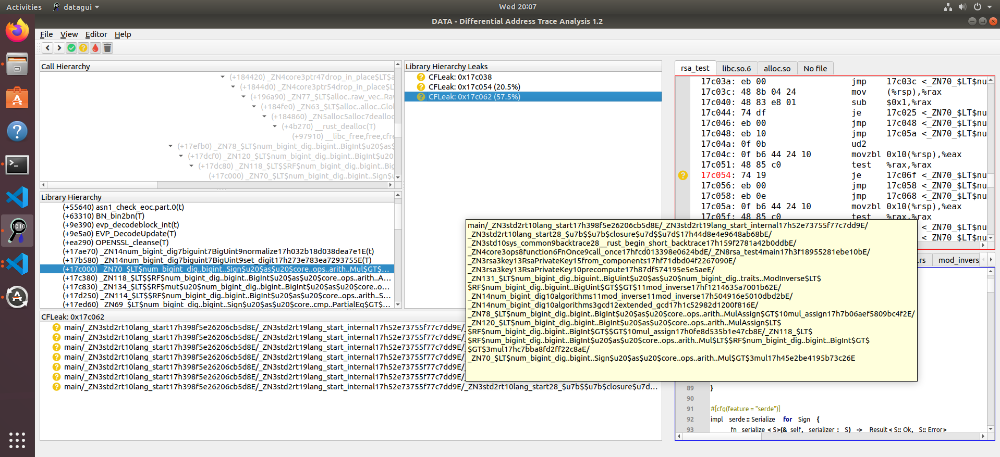 Activities
datagui
Wed 20:07
DATA - Differential Address Trace Analysis 1.2
File View Editor Help
Call Hierarchy
(+184420) _ZN4core3ptr47drop_in_place$LT$a
(+1844d0) _ZN4core3ptr54drop_in_place$L
(+196a90) _ZN77_$LT$alloc..raw_vec..Ra
(+184fe0) _ZN63_$LT$alloc..alloc..Glo
(+184860) _ZN5alloc5alloc7dealloc
(+4b270) __rust_dealloc(T)
(+97910) __libc_free,free,cfre
(+17efb0) _ZN78_$LT$num_bigint_dig..bigint..BigInt$u20$as$
(+17dcf0) _ZN120_$LT$num_bigint_dig..bigint..BigInt$u20
(+17dc80) _ZN118_$LT$$RF$num_bigint_dig..bigint..Big
(+17c000) _ZN70_$LT$num_bigint_dig..bigint..Sign$u
Library Hierarchy
(+55640) asn1_check_eoc.part.0(t)
(+63310) BN_bin2bn(T)
(+9e390) evp_decodeblock_int(t)
(+9e5a0) EVP_DecodeUpdate(T)
(+ea290) OPENSSL_cleanse(T)
(+17ae70) _ZN14num_bigint_dig7biguint7BigUint9normalize17h032b18d038dea7e1E(t)
(+17b580) _ZN14num_bigint_dig7biguint7BigUint9set_digit17h273e783ea7293755E(T)
(+17c000) _ZN70_$LT$num_bigint_dig..bigint..Sign$u20$as$u20$core..ops..arith..Mul$GT$...
(+17c380) _ZN118_$LT$$RF$num_bigint_dig..biguint..BigUint$u20$as$u20$core..ops..arith..A...
(+17c830) _ZN134_$LT$$RF$mut$u20$num_bigint_dig..bigint..BigInt$u20$as$u20$core..o...
(+17d250) _ZN114_$LT$$RF$num_bigint_dig..bigint..BigInt$u20$as$u20$core..ops..arith..S...
(+17ed60) _ZN69_$LT$num_bigint_dig..bigint..Sign$u20$as$u20$core..cmp..PartialEq$GT$...
Library Hierarchy Leaks
CFLeak: 0x17c038
CFLeak: 0x17c054 (20.5%)
CFLeak: 0x17c062 (57.5%)
CFLeak: 0x17c062
main/_ZN3std2rt10lang_start17h398f5e26206cb5d8E/_ZN3std2rt19lang_start_internal17h52e73755f77c7dd9E/
main/_ZN3std2rt10lang_start17h398f5e26206cb5d8E/_ZN3std2rt19lang_start_internal17h52e73755f77c7dd9E/
main/_ZN3std2rt10lang_start17h398f5e26206cb5d8E/_ZN3std2rt19lang_start_internal17h52e73755f77c7dd9E/
main/_ZN3std2rt10lang_start17h398f5e26206cb5d8E/_ZN3std2rt19lang_start_internal17h52e73755f77c7dd9E/
main/_ZN3std2rt10lang_start17h398f5e26206cb5d8E/_ZN3std2rt19lang_start_internal17h52e73755f77c7dd9E/
main/_ZN3std2rt10lang_start17h398f5e26206cb5d8E/_ZN3std2rt19lang_start_internal17h52e73755f77c7dd9E/
main/_ZN3std2rt10lang_start17h398f5e26206cb5d8E/_ZN3std2rt19lang_start_internal17h52e73755f77c7dd9E/_ZN3std2rt10lang_start28_$u7b$$u7b$closure$u7d...
main/_ZN3std2rt10lang_start17h398f5e26206cb5d8E/_ZN3std2rt19lang_start_internal17h52e73755f77c7dd9E/
_ZN3std2rt10lang_start28_$u7b$$u7b$closure$u7d$$u7d$17h44d8e4e9648ab68bE/
_ZN3std10sys_common9backtrace28__rust_begin_short_backtrace17h159f2781a42b0ddbE/
_ZN4core3ops8function6FnOnce9call_once17hfcd013398e0624bdE/_ZN8rsa_test4main17h3f18955281ebe10bE/
_ZN3rsa3key13RsaPrivateKey15from_components17hf71dbd04f2267090E/
_ZN3rsa3key13RsaPrivateKey10precompute17h87df574195e5e5aeE/
_ZN131_$LT$num_bigint_dig..biguint..BigUint$u20$as$u20$num_bigint_dig..traits..ModInverse$LT$
$RF$num_bigint_dig..biguint..BigUint$GT$$GT$11mod_inverse17hf1214635a7001b62E/
_ZN14num_bigint_dig10algorithms11mod_inverse11mod_inverse17h504916e5010dbd2bE/
_ZN14num_bigint_dig10algorithms3gcd12extended_gcd17h1c52982d1200f816E/
_ZN78_$LT$num_bigint_dig..bigint..BigInt$u20$as$u20$core..ops..arith..MulAssign$GT$10mul_assign17h7b06aef5809bc4f2E/
_ZN120_$LT$num_bigint_dig..bigint..BigInt$u20$as$u20$core..ops..arith..MulAssign$LT$
$RF$num_bigint_dig..bigint..BigInt$GT$$GT$10mul_assign17h0fe8d535b1e47cb8E/_ZN118_$LT$
$RF$num_bigint_dig..bigint..BigInt$u20$as$u20$core..ops..arith..Mul$LT$$RF$num_bigint_dig..bigint..BigInt$GT$
$GT$3mul17hc7bba8fd2ff22c8aE/
_ZN70_$LT$num_bigint_dig..bigint..Sign$u20$as$u20$core..ops..arith..Mul$GT$3mul17h45e2be4195b73c26E
rsa_test libc.so.6 alloc.so No file
17c03a: eb 00 jmp 17c03c <_ZN70_$LT$nu
17c03c: 48 8b 04 24 mov (%rsp),%rax
17c040: 48 83 e8 01 sub $0x1,%rax
17c044: 74 df je 17c025 <_ZN70_$LT$nu
17c046: eb 00 jmp 17c048 <_ZN70_$LT$nu
17c048: eb 10 jmp 17c05a <_ZN70_$LT$nu
17c04a: 0f 0b ud2
17c04c: 0f b6 44 24 10 movzbl 0x10(%rsp),%eax
17c051: 48 85 c0 test %rax,%rax
17c054: 74 19 je 17c06f <_ZN70_$LT$nu
17c056: eb 00 jmp 17c058 <_ZN70_$LT$nu
17c058: eb 0e jmp 17c068 <_ZN70_$LT$nu
17c05a: 0f b6 44 24 10 movzbl 0x10(%rsp),%eax
17c05f: 48 85 c0 test %rax,%rax
<_ZN70_$LT$nu
<_ZN70_$LT$nu
.rs mod_invers
89 }
90
91 #[cfg(feature = "serde")]
92 impl serde :: Serialize for Sign {
93 fn serialize < S>(& self, serializer : S) -> Result < S:: Ok, S:: Error>